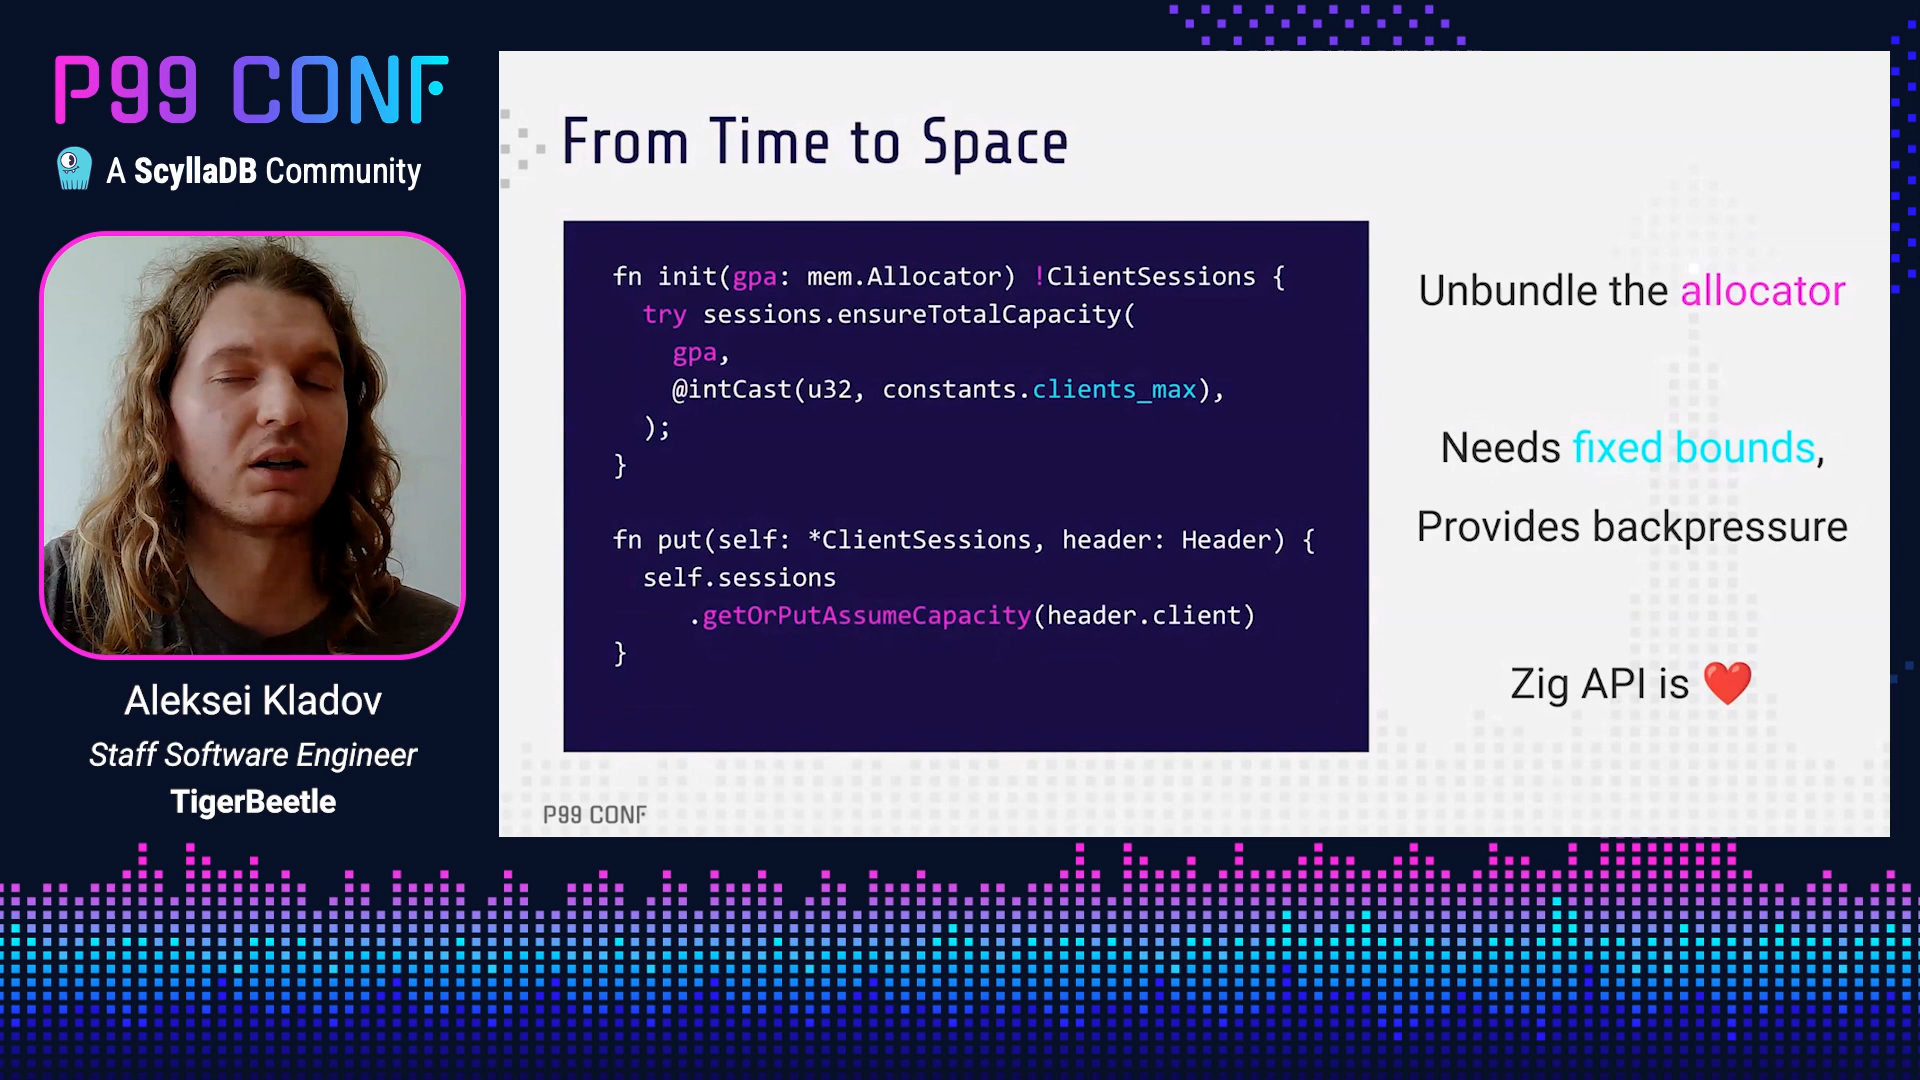 P99 CONF
A ScyllaDB Community
Aleksei Kladov
Staff Software Engineer
TigerBeetle
From Time to Space
fn init(gpa: mem.Allocator) !ClientSessions {
  try sessions.ensureTotalCapacity(
    gpa,
    @intCast(u32, constants.clients_max),
  );
}
fn put(self: *ClientSessions, header: Header) {
  self.sessions
     .getOrPutAssumeCapacity(header.client)
}
Unbundle the allocator
Needs fixed bounds,
Provides backpressure
Zig API is ❤️
P99 CONF